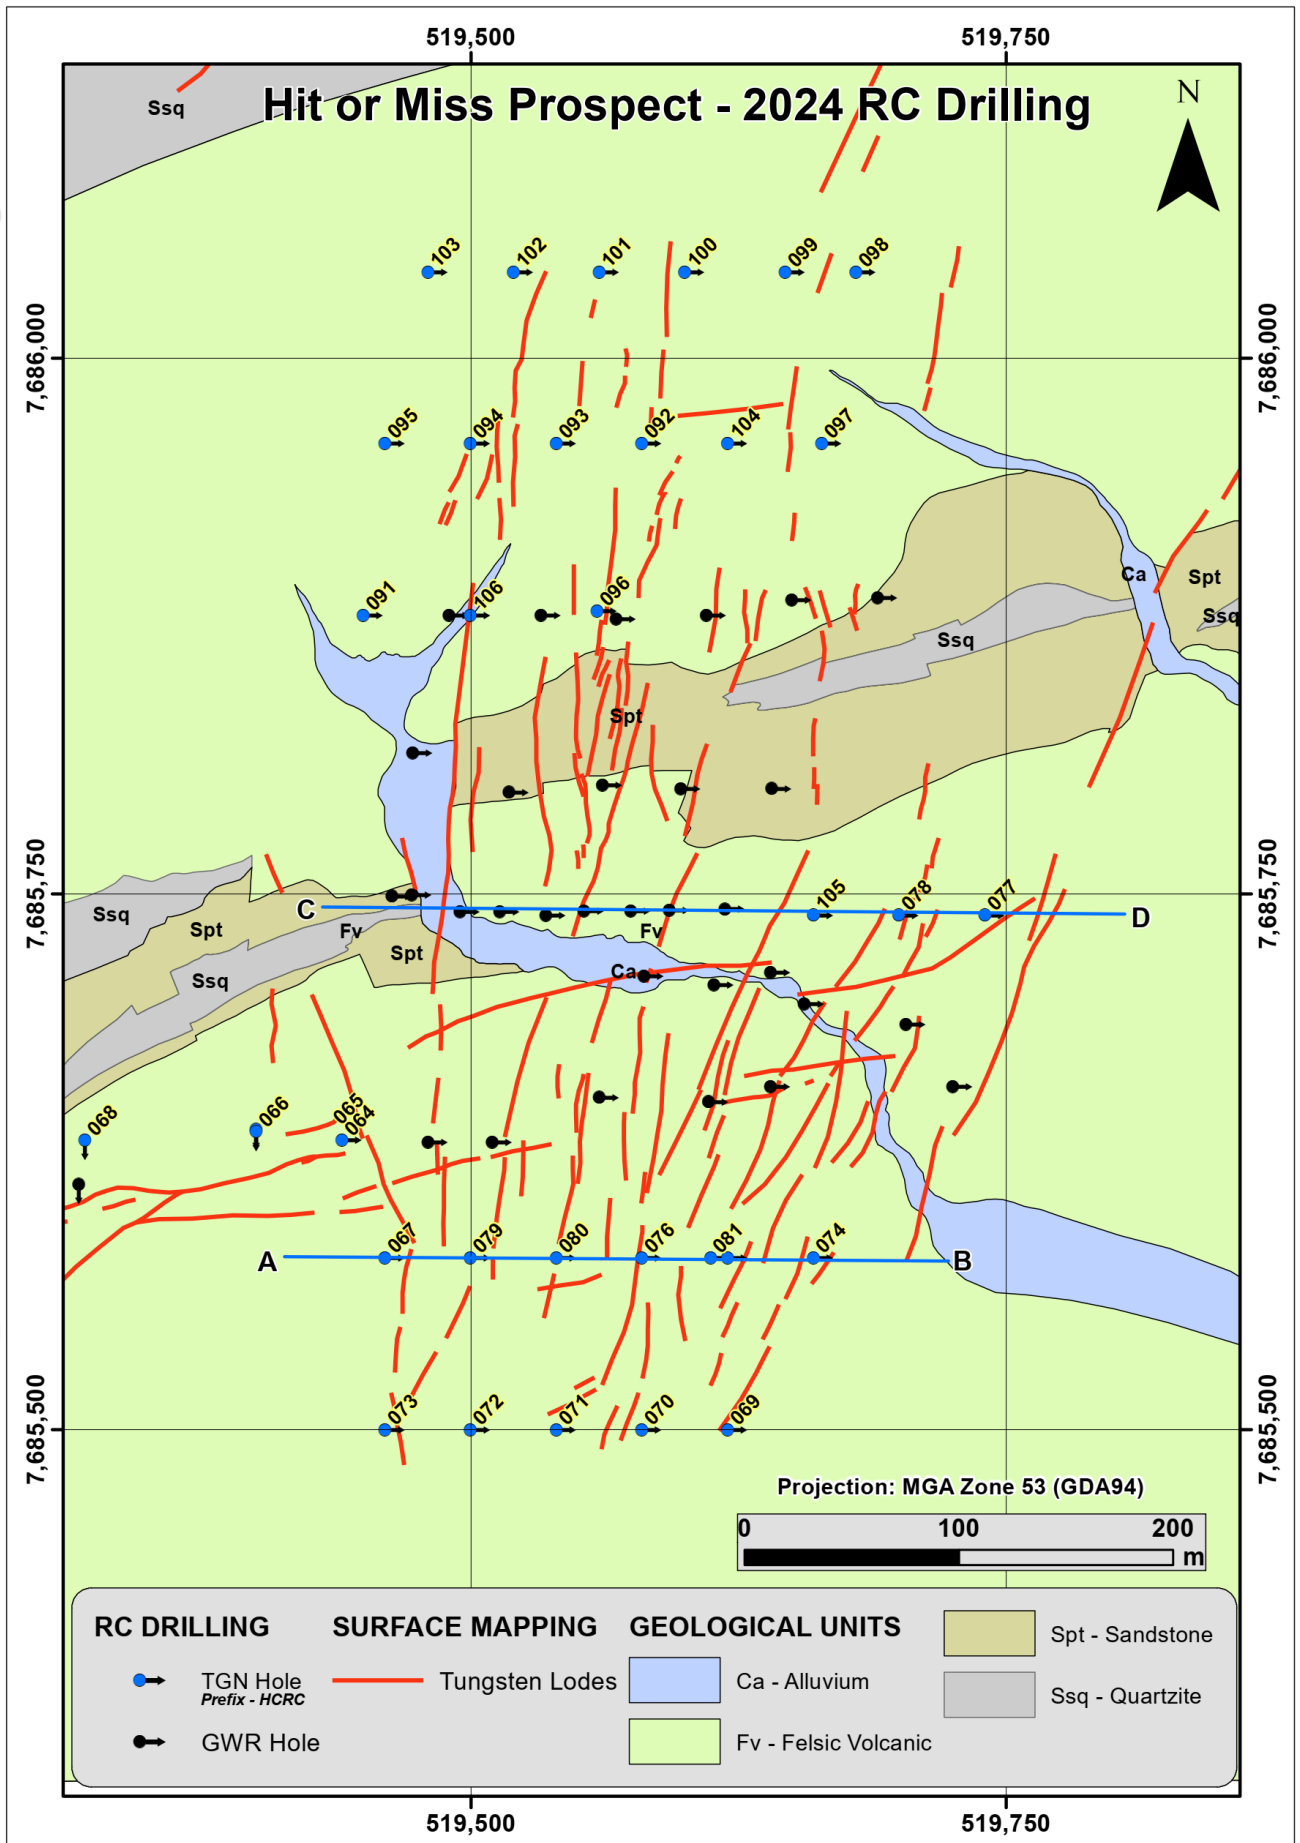 519,500 519,750
Hit or Miss Prospect - 2024 RC Drilling
N
Ssq
103 102 101 100 099 098
7,686,000 7,686,000
095 094 093 092 104 097
Ca Spt
091 106 096
Ssq
Ssq
Spt
7,685,750 7,685,750
Ssq C 105 078 077 D
Spt Fv Fv
Spt
Ssq Ca
068 066 065
064
067 079 080 076 081 074
A B
073 072 071 070 069
7,685,500 7,685,500
Projection: MGA Zone 53 (GDA94)
0 100 200
m
RC DRILLING
TGN Hole
Prefix - HCRC
GWR Hole
SURFACE MAPPING
Tungsten Lodes
GEOLOGICAL UNITS
Ca - Alluvium
Fv - Felsic Volcanic
Spt - Sandstone
Ssq - Quartzite
519,500 519,750